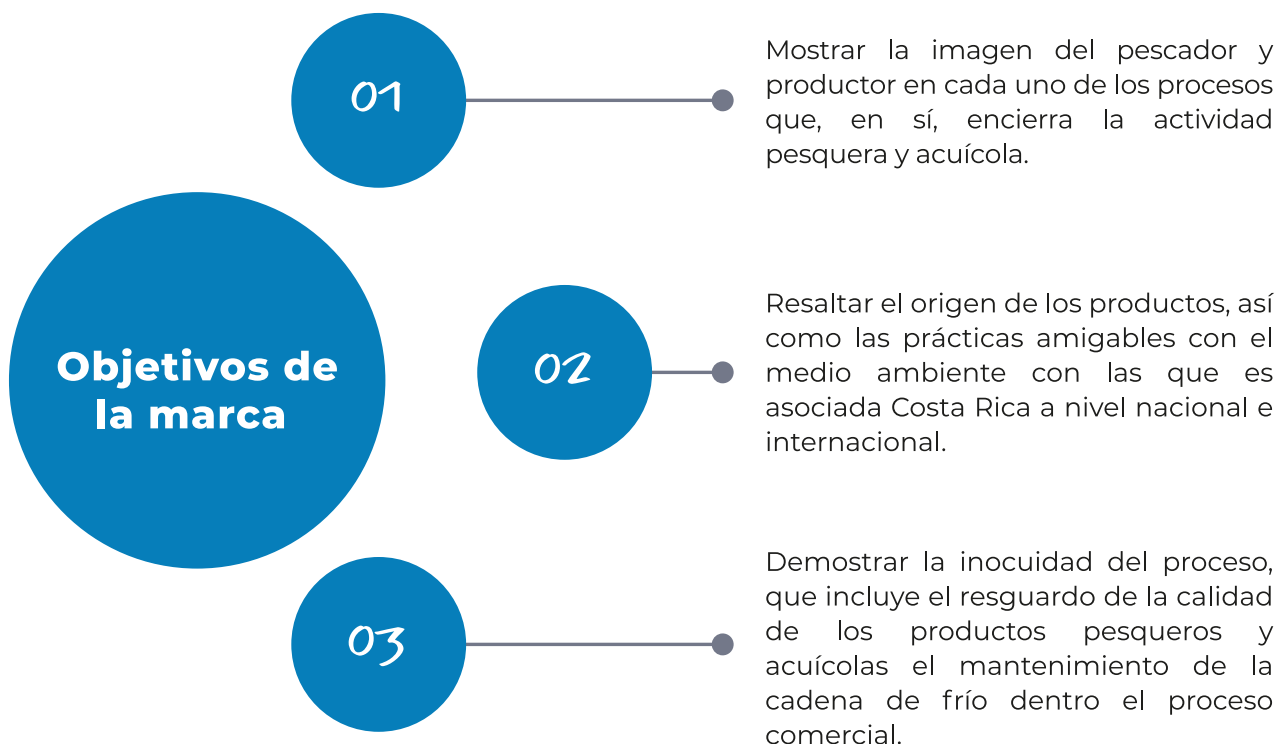 Objetivos de
la marca
01
Mostrar la imagen del pescador y
productor en cada uno de los procesos
que, en sí, encierra la actividad
pesquera y acuícola.
02
Resaltar el origen de los productos, así
como las prácticas amigables con el
medio ambiente con las que es
asociada Costa Rica a nivel nacional e
internacional.
03
Demostrar la inocuidad del proceso,
que incluye el resguardo de la calidad
de los productos pesqueros y
acuícolas el mantenimiento de la
cadena de frío dentro el proceso
comercial.